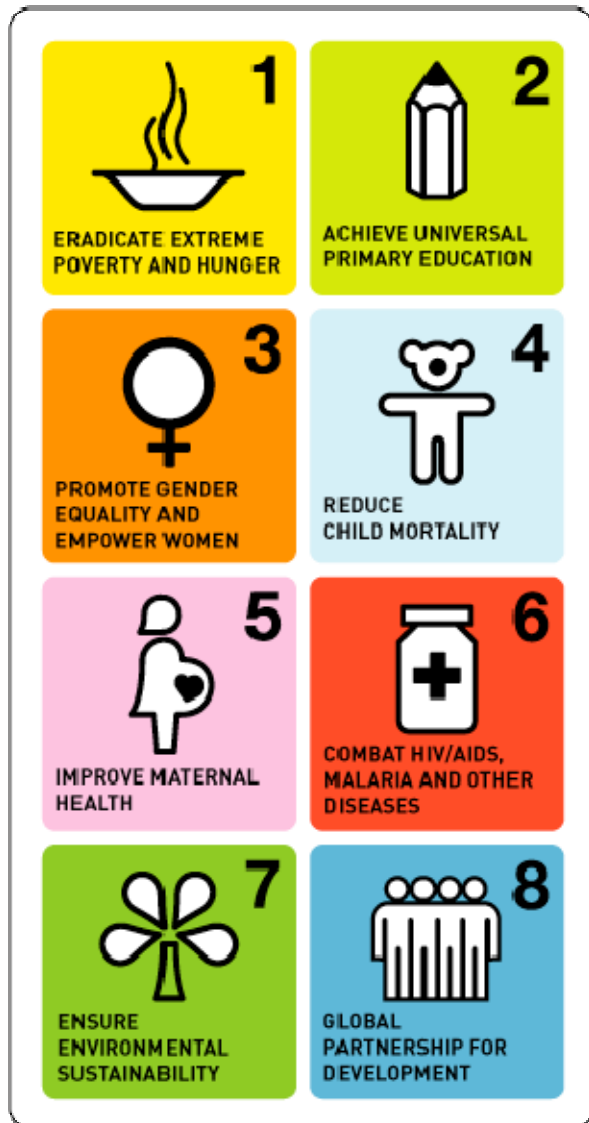 1
ERADICATE EXTREME
POVERTY AND HUNGER
2
ACHIEVE UNIVERSAL
PRIMARY EDUCATION
3
PROMOTE GENDER
EQUALITY AND
EMPOWER WOMEN
4
REDUCE
CHILD MORTALITY
5
IMPROVE MATERNAL
HEALTH
6
COMBAT HIV/AIDS,
MALARIA AND OTHER
DISEASES
7
ENSURE
ENVIRONMENTAL
SUSTAINABILITY
8
GLOBAL
PARTNERSHIP FOR
DEVELOPMENT